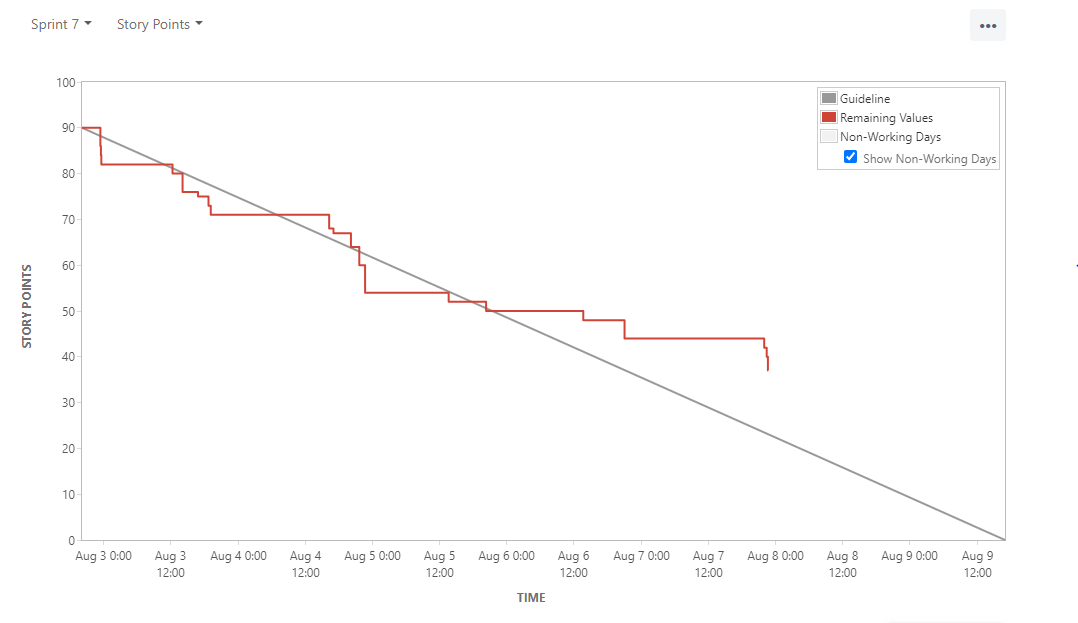 Sprint 7 Story Points
•••
100
Guideline
Remaining Values
Non-Working Days
Show Non-Working Days
90
80
70
60
50
40
30
20
10
0
STORY POINTS
Aug 3 0:00 Aug 3 12:00 Aug 4 0:00 Aug 4 12:00 Aug 5 0:00 Aug 5 12:00 Aug 6 0:00 Aug 6 12:00 Aug 7 0:00 Aug 7 12:00 Aug 8 0:00 Aug 8 12:00 Aug 9 0:00 Aug 9 12:00
TIME